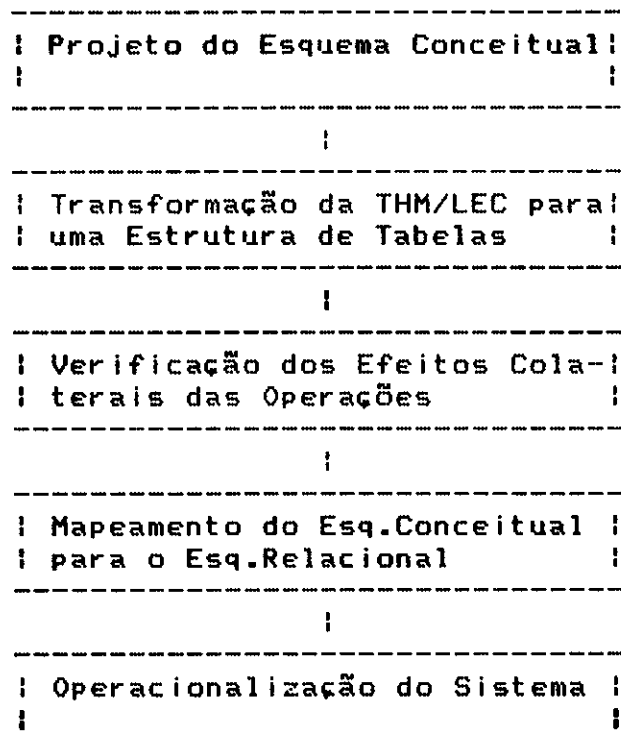 Projeto do Esquema Conceitual
Transformação da THM/LEC para
uma Estrutura de Tabelas
Verificação dos Efeitos Cola-
terais das Operações
Mapeamento do Esq.Conceitual
para o Esq.Relacional
Operacionalização do Sistema